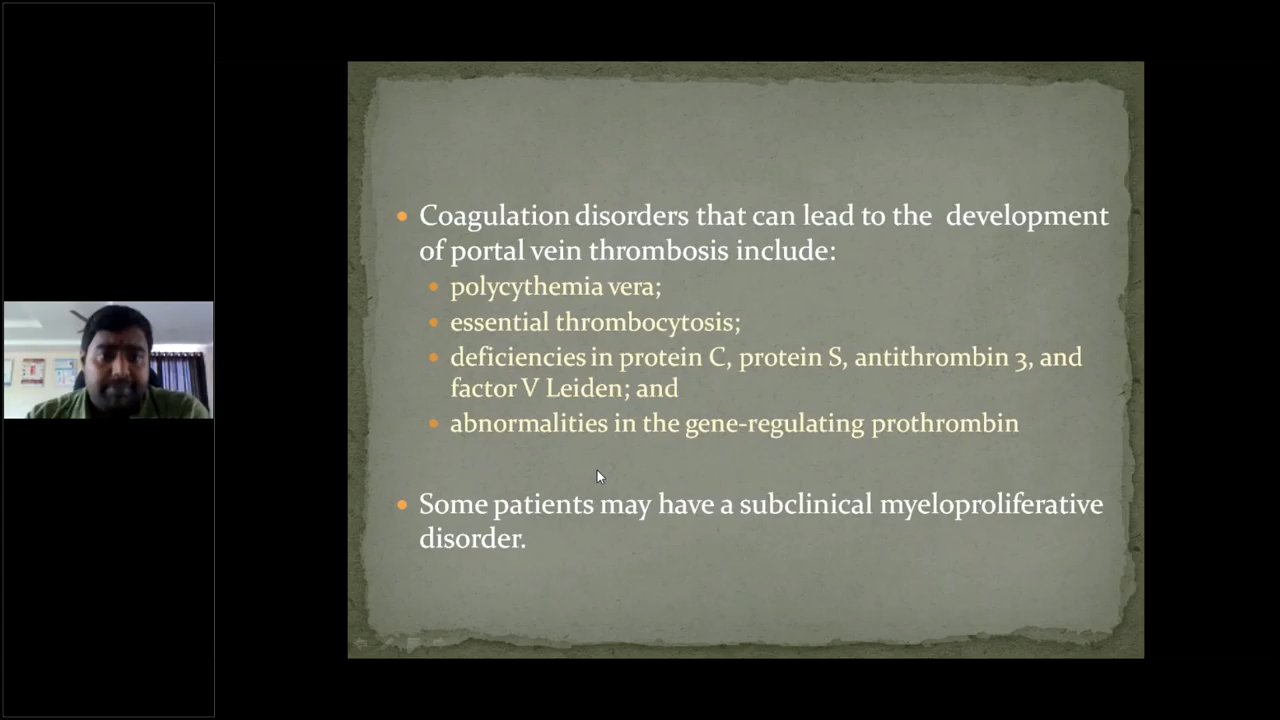 Coagulation disorders that can lead to the development
of portal vein thrombosis include:
polycythemia vera;
essential thrombocytosis;
deficiencies in protein C, protein S, antithrombin 3, and
factor V Leiden; and
abnormalities in the gene-regulating prothrombin
Some patients may have a subclinical myeloproliferative
disorder.